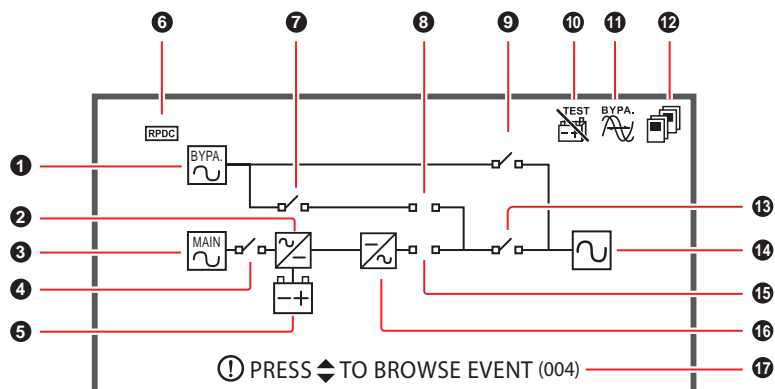 6 7 8 9 10 11 12
TEST
BYPA.
RPDC
1 BYPA.
2
13
3 MAIN
14
4
15
5
16
! PRESS TO BROWSE EVENT (004)
17